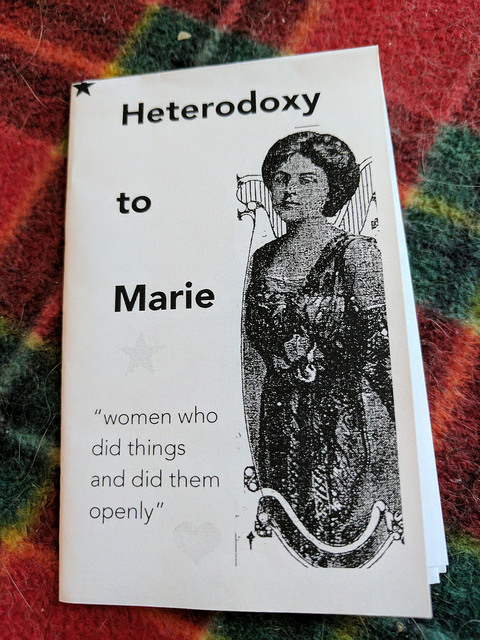 Heterodoxy
to
Marie
“women who
did things
and did them
openly”